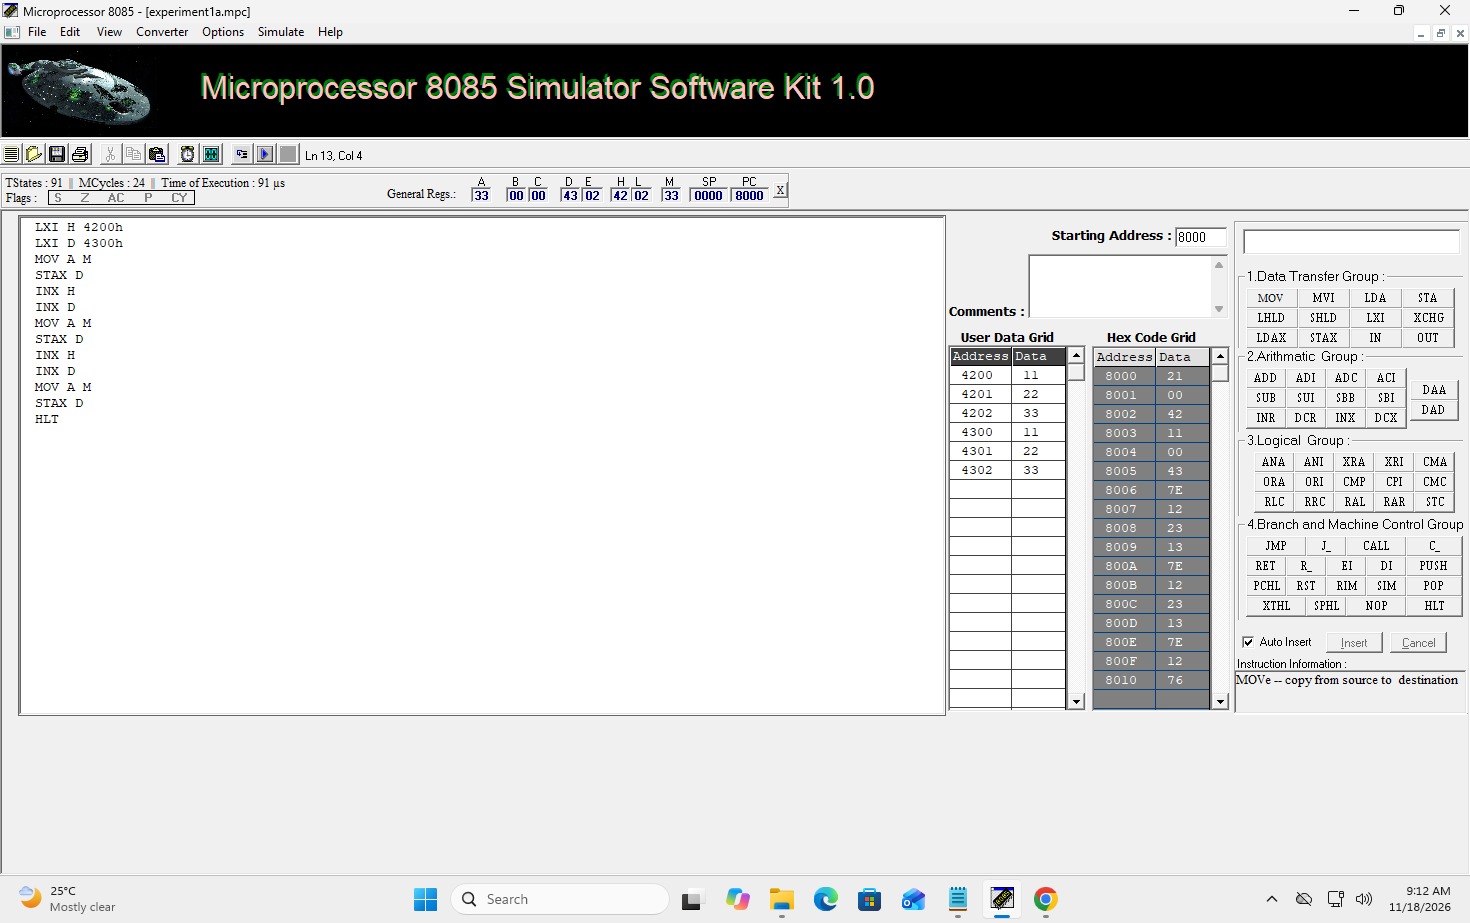 Microprocessor 8085 - [experiment1a.mpc]
File Edit View Converter Options Simulate Help
Microprocessor 8085 Simulator Software Kit 1.0
Ln 13, Col 4
TStates : 91 || MCycles : 24 || Time of Execution : 91 µs
Flags : S Z AC P CY
General Regs.: A 33 B 00 C 00 D 43 E 02 H 42 L 02 M 33 SP 0000 PC 8000 X
LXI H 4200h
LXI D 4300h
MOV A M
STAX D
INX H
INX D
MOV A M
STAX D
INX H
INX D
MOV A M
STAX D
HLT
Starting Address : 8000
Comments :
User Data Grid
Address Data
4200 11
4201 22
4202 33
4300 11
4301 22
4302 33
Hex Code Grid
Address Data
8000 21
8001 00
8002 42
8003 11
8004 00
8005 43
8006 7E
8007 12
8008 23
8009 13
800A 7E
800B 12
800C 23
800D 13
800E 7E
800F 12
8010 76
1.Data Transfer Group :
MOV MVI LDA STA
LHLD SHLD LXI XCHG
LDAX STAX IN OUT
2.Arithmatic Group :
ADD ADI ADC ACI
SUB SUI SBB SBI
INR DCR INX DCX
DAA
DAD
3.Logical Group :
ANA ANI XRA XRI CMA
ORA ORI CMP CPI CMC
RLC RRC RAL RAR STC
4.Branch and Machine Control Group
JMP J_ CALL C_
RET R_ EI DI PUSH
PCHL RST RIM SIM POP
XTHL SPHL NOP HLT
Auto Insert Insert Cancel
Instruction Information :
MOVe -- copy from source to destination
25°C
Mostly clear
Search
9:12 AM
11/18/2026